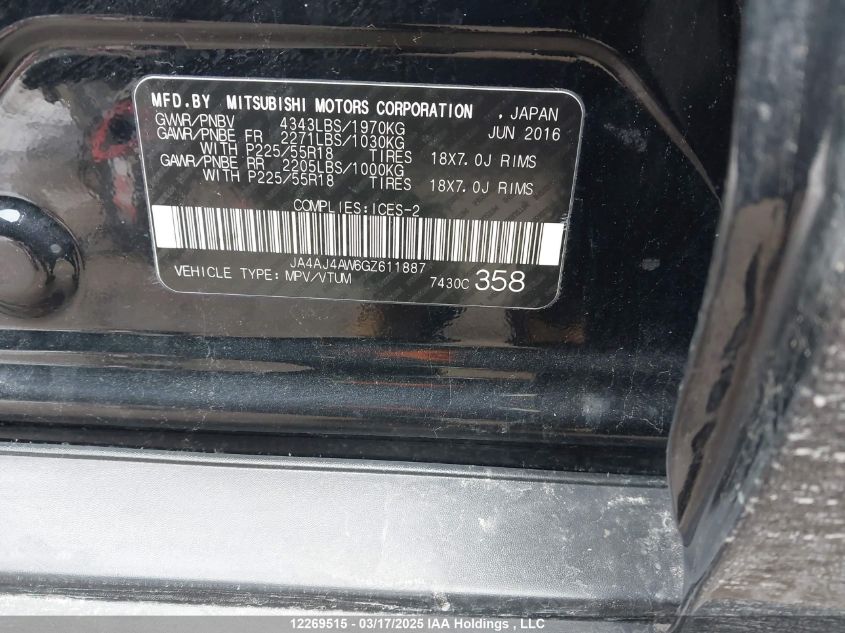 MFD.BY MITSUBISHI MOTORS CORPORATION , JAPAN
GVWR/PNBV 4343LBS/1970KG JUN 2016
GAWR/PNBE FR 2271LBS/1030KG
WITH P225/55R18 TIRES 18X7.0J RIMS
GAWR/PNBE RR 2205LBS/1000KG
WITH P225/55R18 TIRES 18X7.0J RIMS
COMPLIES:ICES-2
JA4AJ4AW6GZ611887
VEHICLE TYPE: MPV/VTUM 7430C 358
12269515 - 03/17/2025 IAA Holdings , LLC